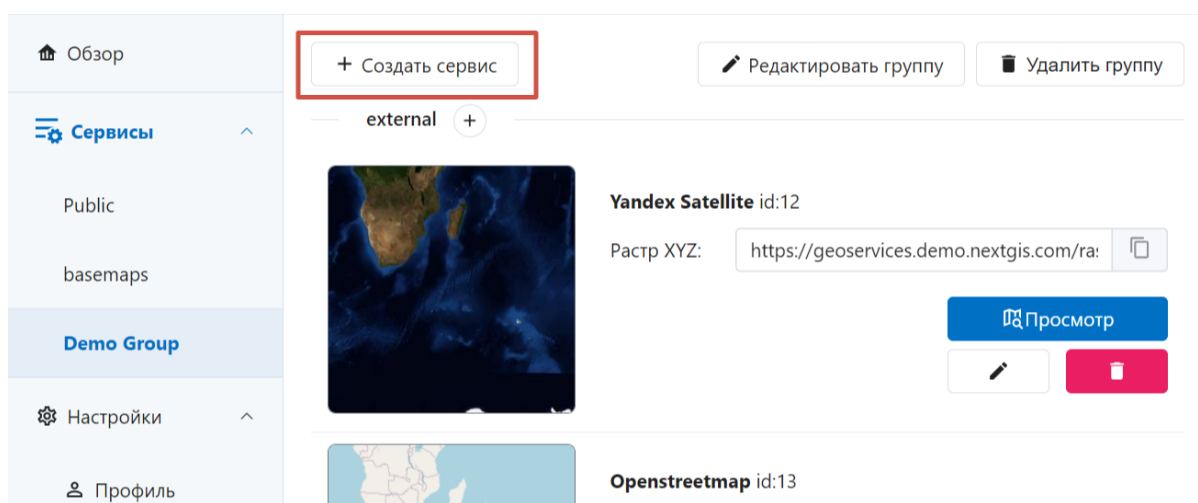 Обзор
Сервисы
Public
basemaps
Demo Group
Настройки
Профиль
+ Создать сервис
Редактировать группу
Удалить группу
external +
Yandex Satellite id:12
Растр XYZ: https://geoservices.demo.nextgis.com/ras
Просмотр
Openstreetmap id:13